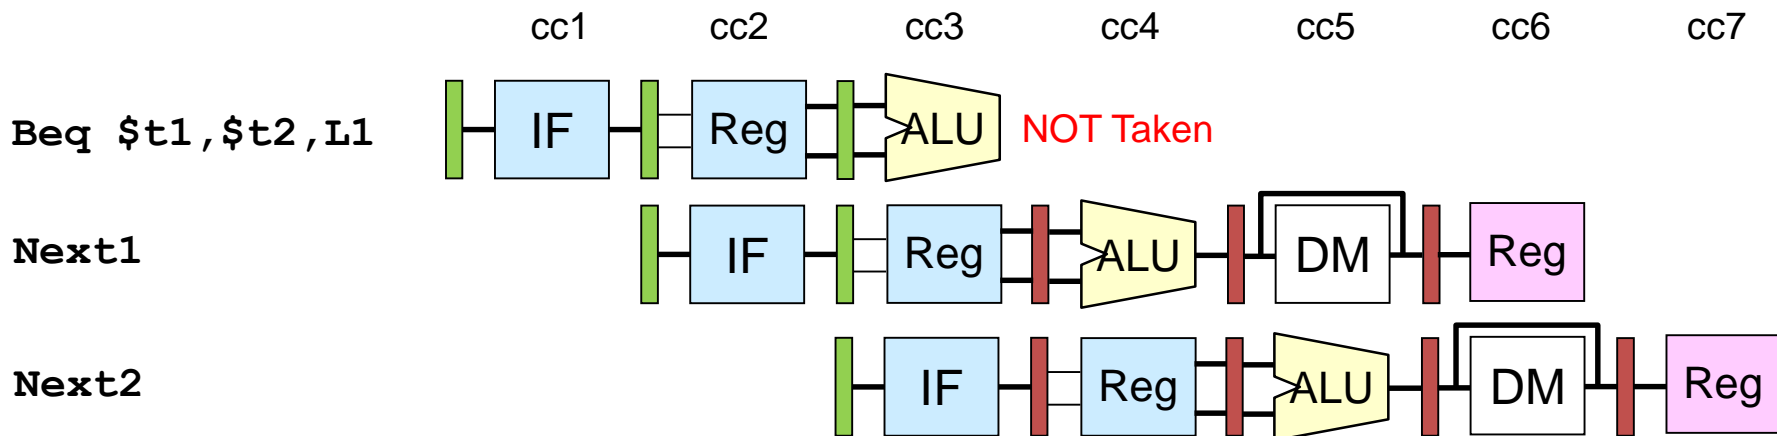 cc1 cc2 cc3 cc4 cc5 cc6 cc7
Beq $t1,$t2,L1 IF Reg ALU NOT Taken
Next1 IF Reg ALU DM Reg
Next2 IF Reg ALU DM Reg